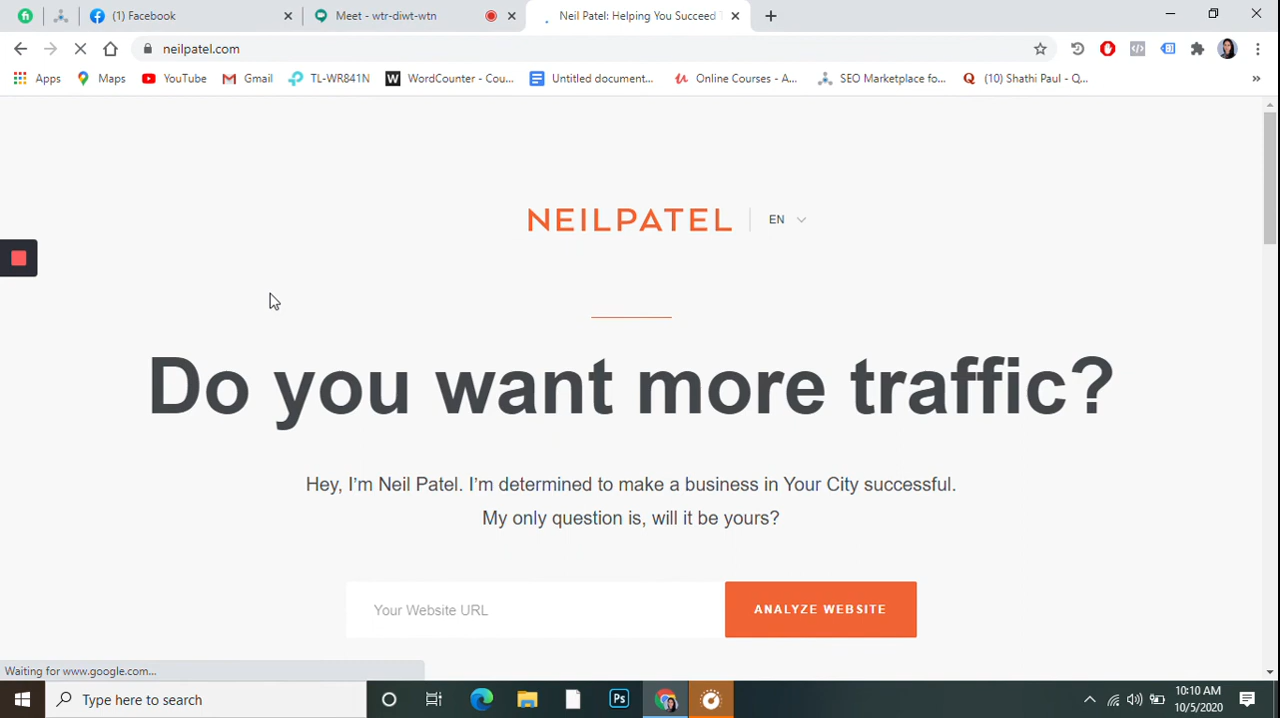 (1) Facebook
Meet - wtr-diwt-wtn
Neil Patel: Helping You Succeed T
neilpatel.com
Apps
Maps
YouTube
Gmail
TL-WR841N
W
WordCounter - Cou...
Untitled document...
Online Courses - A...
SEO Marketplace fo...
Q
(10) Shathi Paul - Q...
»
NEILPATEL
EN
Do you want more traffic?
Hey, I'm Neil Patel. I'm determined to make a business in Your City successful.
My only question is, will it be yours?
Your Website URL
ANALYZE WEBSITE
Waiting for www.google.com...
Type here to search
Ps
10:10 AM
10/5/2020